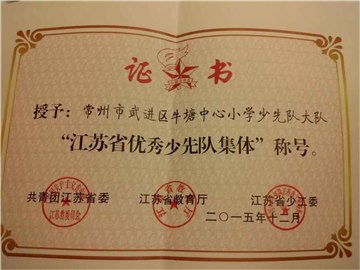 证书
授予：常州市武进区牛塘中心小学少先队大队
“江苏省优秀少先队集体”称号。
共青团江苏省委 江苏省教育厅 江苏省少工委
二〇一五年十二月